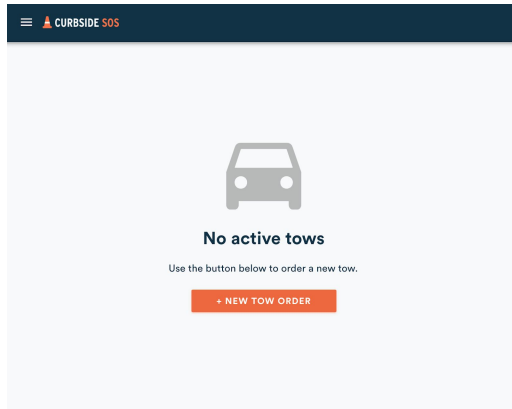 CURBSIDE SOS
No active tows
Use the button below to order a new tow.
+ NEW TOW ORDER